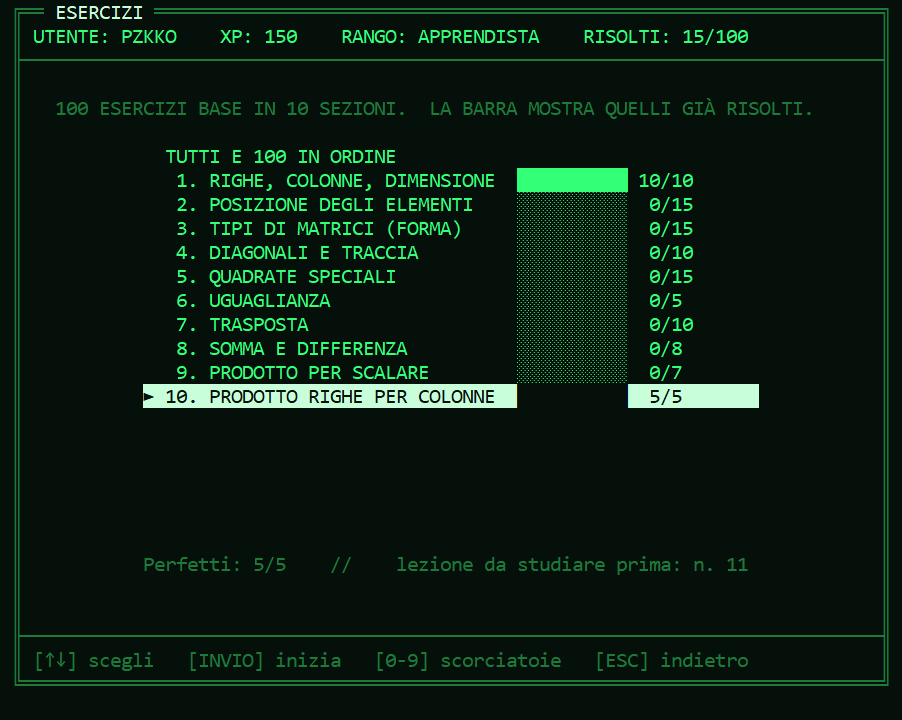 ESERCIZI
UTENTE: PZKKO XP: 150 RANGO: APPRENDISTA RISOLTI: 15/100
100 ESERCIZI BASE IN 10 SEZIONI. LA BARRA MOSTRA QUELLI GIÀ RISOLTI.
TUTTI E 100 IN ORDINE
1. RIGHE, COLONNE, DIMENSIONE 10/10
2. POSIZIONE DEGLI ELEMENTI 0/15
3. TIPI DI MATRICI (FORMA) 0/15
4. DIAGONALI E TRACCIA 0/10
5. QUADRATE SPECIALI 0/15
6. UGUAGLIANZA 0/5
7. TRASPOSTA 0/10
8. SOMMA E DIFFERENZA 0/8
9. PRODOTTO PER SCALARE 0/7
► 10. PRODOTTO RIGHE PER COLONNE 5/5
Perfetti: 5/5 // lezione da studiare prima: n. 11
[↑↓] scegli [INVIO] inizia [0-9] scorciatoie [ESC] indietro